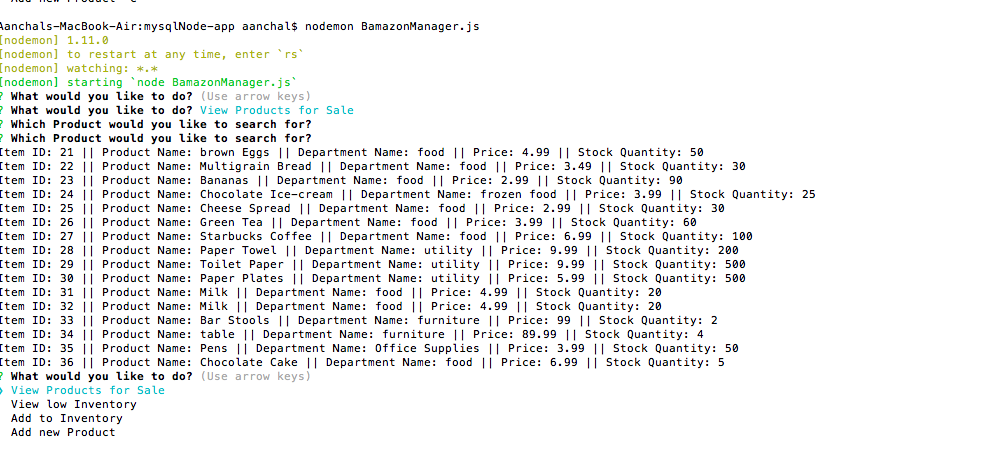 Add new Product
Aanchals-MacBook-Air:mysqlNode-app aanchal$ nodemon BamazonManager.js
[nodemon] 1.11.0
[nodemon] to restart at any time, enter `rs`
[nodemon] watching: *.*
[nodemon] starting `node BamazonManager.js`
? What would you like to do? (Use arrow keys)
? What would you like to do? View Products for Sale
? Which Product would you like to search for?
? Which Product would you like to search for?
Item ID: 21 || Product Name: brown Eggs || Department Name: food || Price: 4.99 || Stock Quantity: 50
Item ID: 22 || Product Name: Multigrain Bread || Department Name: food || Price: 3.49 || Stock Quantity: 30
Item ID: 23 || Product Name: Bananas || Department Name: food || Price: 2.99 || Stock Quantity: 90
Item ID: 24 || Product Name: Chocolate Ice-cream || Department Name: frozen food || Price: 3.99 || Stock Quantity: 25
Item ID: 25 || Product Name: Cheese Spread || Department Name: food || Price: 2.99 || Stock Quantity: 30
Item ID: 26 || Product Name: Green Tea || Department Name: food || Price: 3.99 || Stock Quantity: 60
Item ID: 27 || Product Name: Starbucks Coffee || Department Name: food || Price: 6.99 || Stock Quantity: 100
Item ID: 28 || Product Name: Paper Towel || Department Name: utility || Price: 9.99 || Stock Quantity: 200
Item ID: 29 || Product Name: Toilet Paper || Department Name: utility || Price: 9.99 || Stock Quantity: 500
Item ID: 30 || Product Name: Paper Plates || Department Name: utility || Price: 5.99 || Stock Quantity: 500
Item ID: 31 || Product Name: Milk || Department Name: food || Price: 4.99 || Stock Quantity: 20
Item ID: 32 || Product Name: Milk || Department Name: food || Price: 4.99 || Stock Quantity: 20
Item ID: 33 || Product Name: Bar Stools || Department Name: furniture || Price: 99 || Stock Quantity: 2
Item ID: 34 || Product Name: table || Department Name: furniture || Price: 89.99 || Stock Quantity: 4
Item ID: 35 || Product Name: Pens || Department Name: Office Supplies || Price: 3.99 || Stock Quantity: 50
Item ID: 36 || Product Name: Chocolate Cake || Department Name: food || Price: 6.99 || Stock Quantity: 5
? What would you like to do? (Use arrow keys)
❯ View Products for Sale
View low Inventory
Add to Inventory
Add new Product